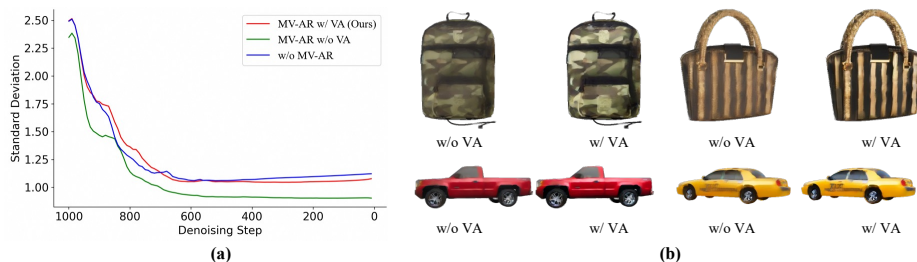 2.50
2.25
2.00
1.75
1.50
1.25
1.00
Standard Deviation
1000
800
600
400
200
0
Denoising Step
MV-AR w/ VA (Ours)
MV-AR w/o VA
w/o MV-AR
(a)
w/o VA
w/ VA
w/o VA
w/ VA
w/o VA
w/ VA
w/o VA
w/ VA
(b)